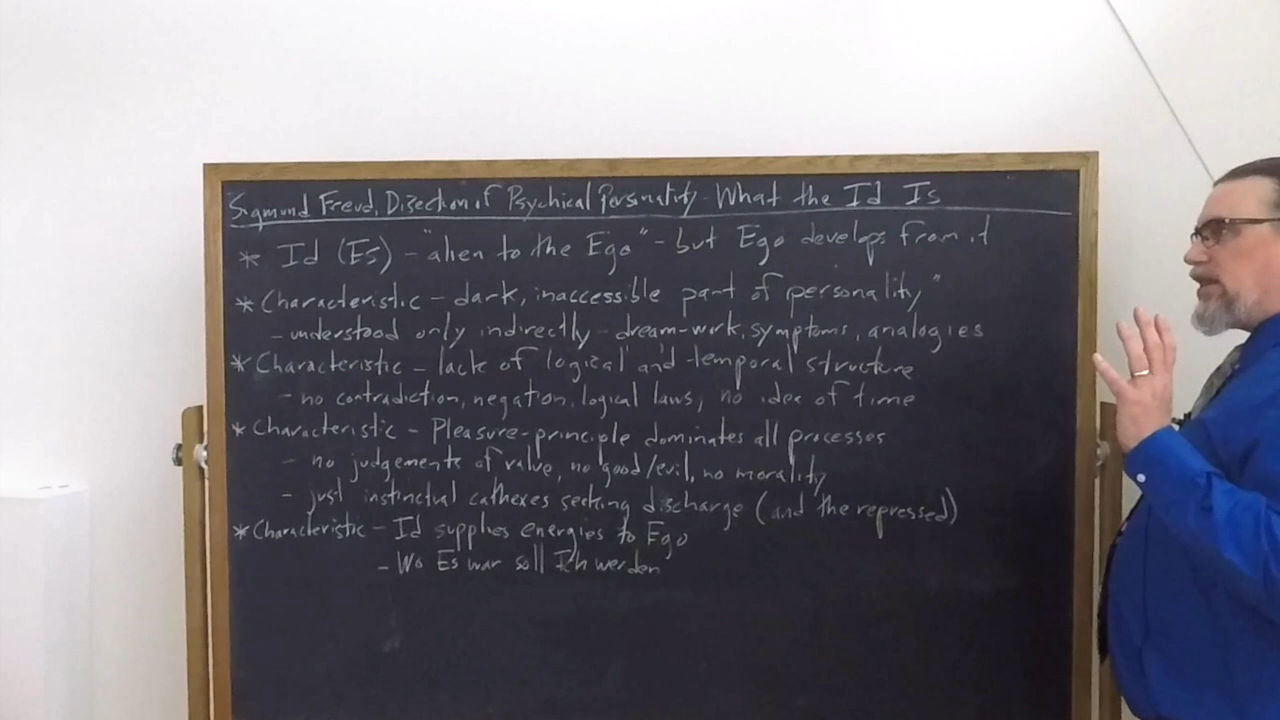 Sigmund Freud, Disection of Psychical Personality - What the Id Is
* Id (Es) - "alien to the Ego" - but Ego develops from it
* Characteristic - dark, inaccessible part of personality"
- understood only indirectly - dream-work, symptoms, analogies
* Characteristic - lack of logical and temporal structure
- no contradiction, negation, logical laws, no idea of time
* Characteristic - Pleasure-principle dominates all processes
- no judgements of value, no good/evil, no morality
- just instinctual cathexes seeking discharge (and the repressed)
* Characteristic - Id supplies energies to Ego
- Wo Es war soll Ich werden